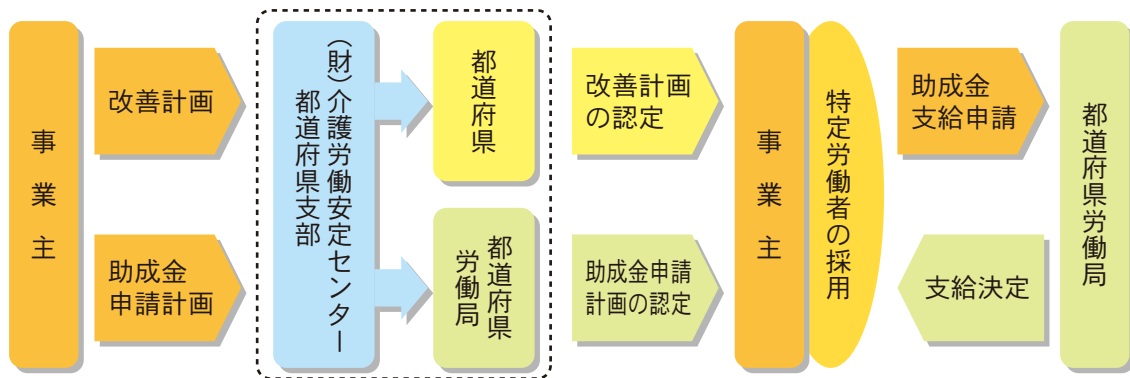 事業主
改善計画
助成金
申請計画
(財)介護労働安定センター
都道府県支部
都道府県
都道府県
労働局
改善計画
の認定
助成金申請
計画の認定
事業主
特定労働者の採用
助成金
支給申請
支給決定
都道府県労働局